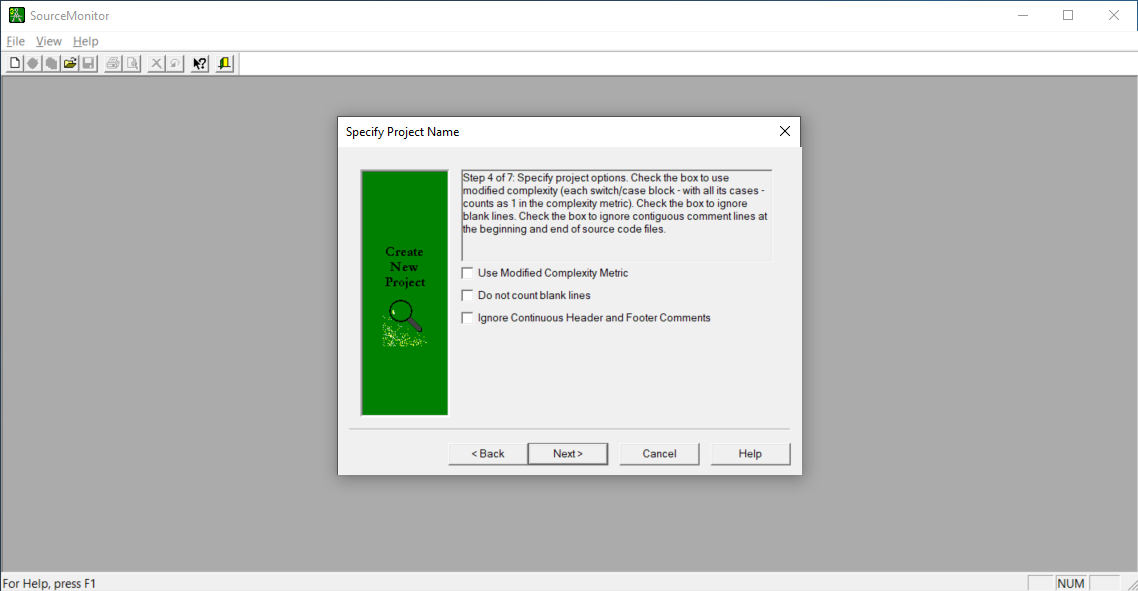 SourceMonitor
File View Help
Specify Project Name
Step 4 of 7: Specify project options. Check the box to use
modified complexity (each switch/case block - with all its cases -
counts as 1 in the complexity metric). Check the box to ignore
blank lines. Check the box to ignore contiguous comment lines at
the beginning and end of source code files.
Create
New
Project
Use Modified Complexity Metric
Do not count blank lines
Ignore Continuous Header and Footer Comments
< Back Next > Cancel Help
For Help, press F1 NUM